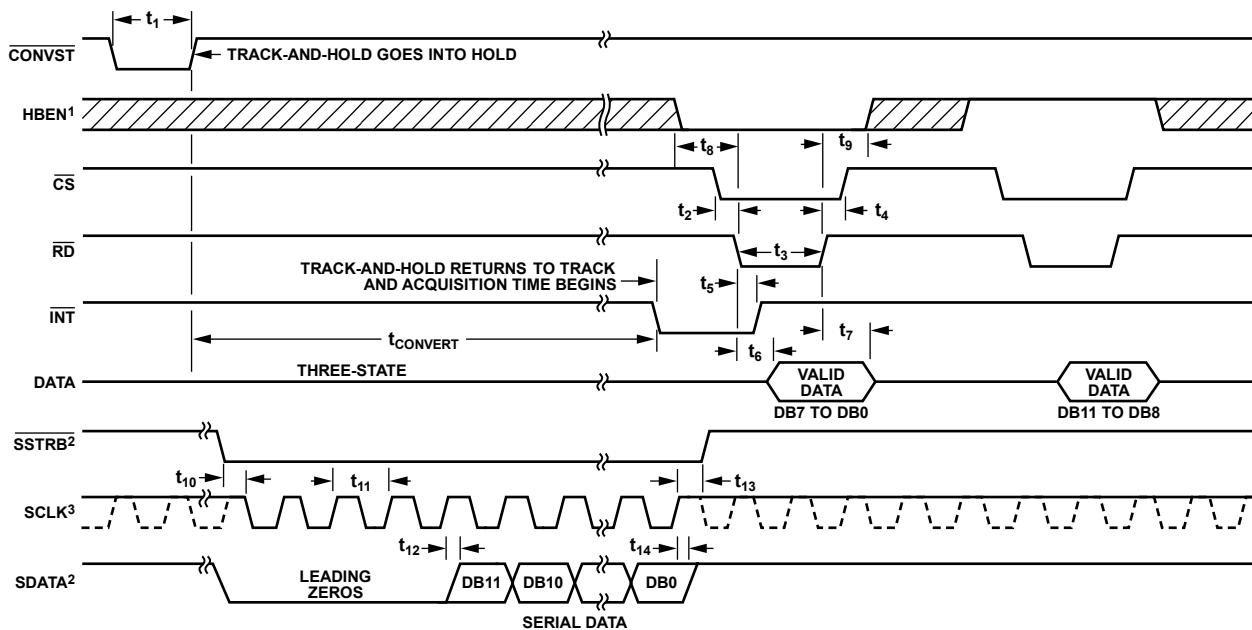 t1
CONVST
TRACK-AND-HOLD GOES INTO HOLD
HBEN1
t8
t9
CS
t2
t4
RD
t3
TRACK-AND-HOLD RETURNS TO TRACK
AND ACQUISITION TIME BEGINS
t5
INT
t7
tCONVERT
t6
DATA
THREE-STATE
VALID
DATA
VALID
DATA
DB7 TO DB0
DB11 TO DB8
SSTRB2
t10
t11
t13
SCLK3
t12
t14
SDATA2
LEADING
ZEROS
DB11
DB10
DB0
SERIAL DATA